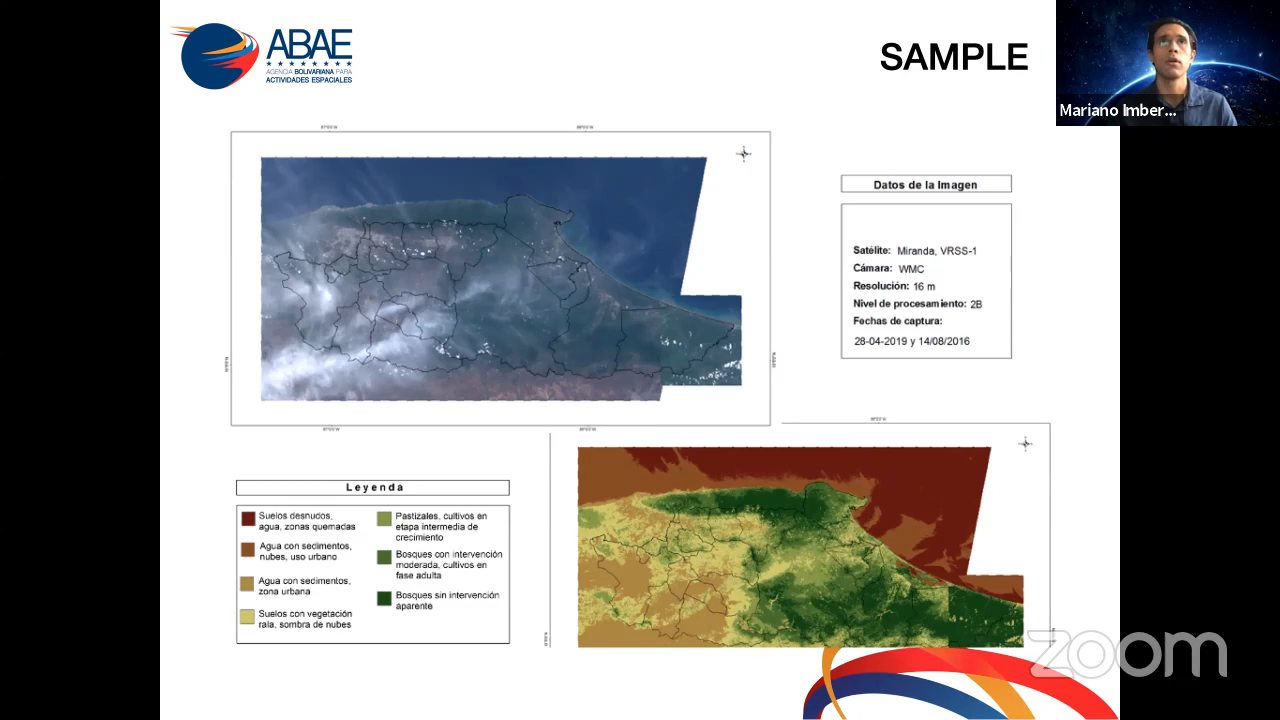 ABAE
AGENCIA BOLIVARIANA PARA
ACTIVIDADES ESPACIALES
SAMPLE
Mariano Imber...
Datos de la Imagen
Satélite: Miranda, VRSS-1
Cámara: WMC
Resolución: 16 m
Nivel de procesamiento: 2B
Fechas de captura:
28-04-2019 y 14/08/2016
Leyenda
Suelos desnudos,
agua, zonas quemadas
Agua con sedimentos,
nubes, uso urbano
Agua con sedimentos,
zona urbana
Suelos con vegetación
rala, sombra de nubes
Pastizales, cultivos en
etapa intermedia de
crecimiento
Bosques con intervención
moderada, cultivos en
fase adulta
Bosques sin intervención
aparente
zoom